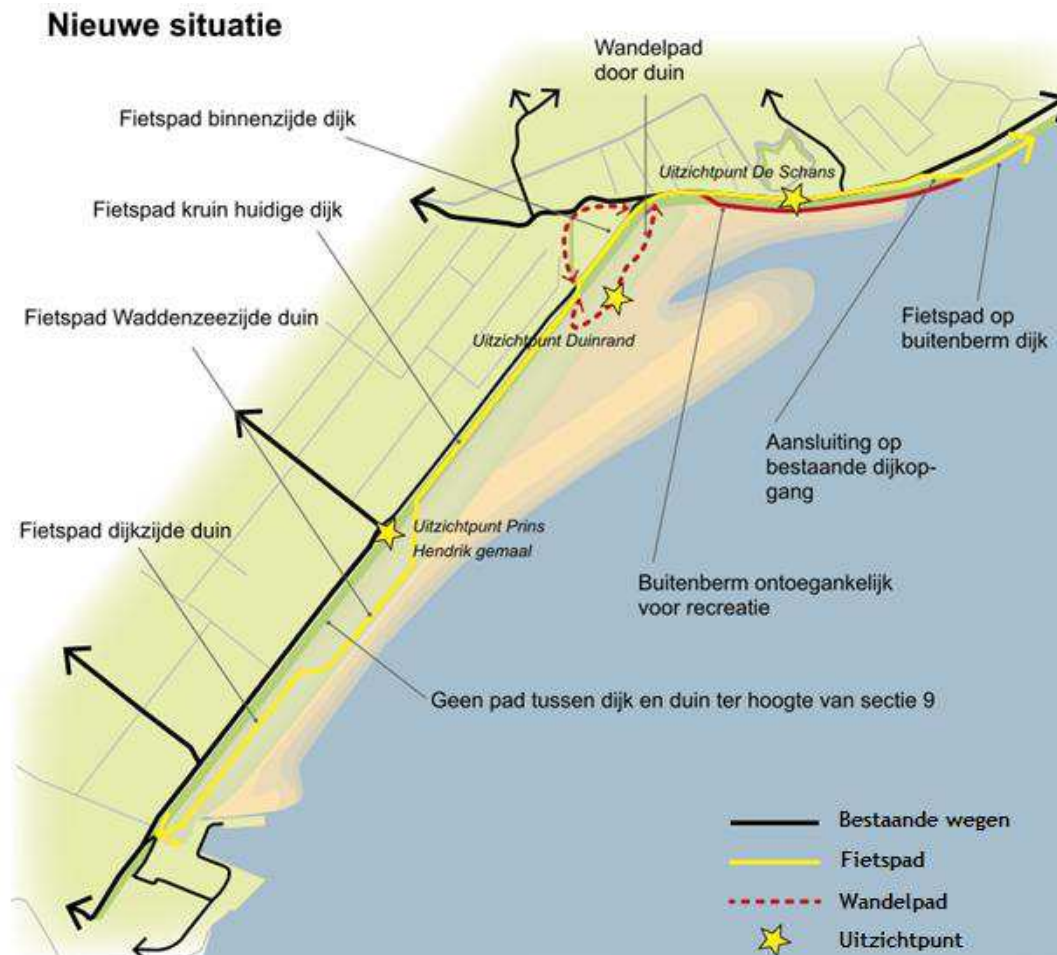 Nieuwe situatie
Wandelpad
door duin
Fietspad binnenzijde dijk
Uitzichtpunt De Schans
Fietspad kruin huidige dijk
Fietspad Waddenzeezijde duin
Uitzichtpunt Duinrand
Fietspad op
buitenberm dijk
Aansluiting op
bestaande dijkop-
gang
Fietspad dijkzijde duin
Uitzichtpunt Prins
Hendrik gemaal
Buitenberm ontoegankelijk
voor recreatie
Geen pad tussen dijk en duin ter hoogte van sectie 9
Bestaande wegen
Fietspad
Wandelpad
Uitzichtpunt